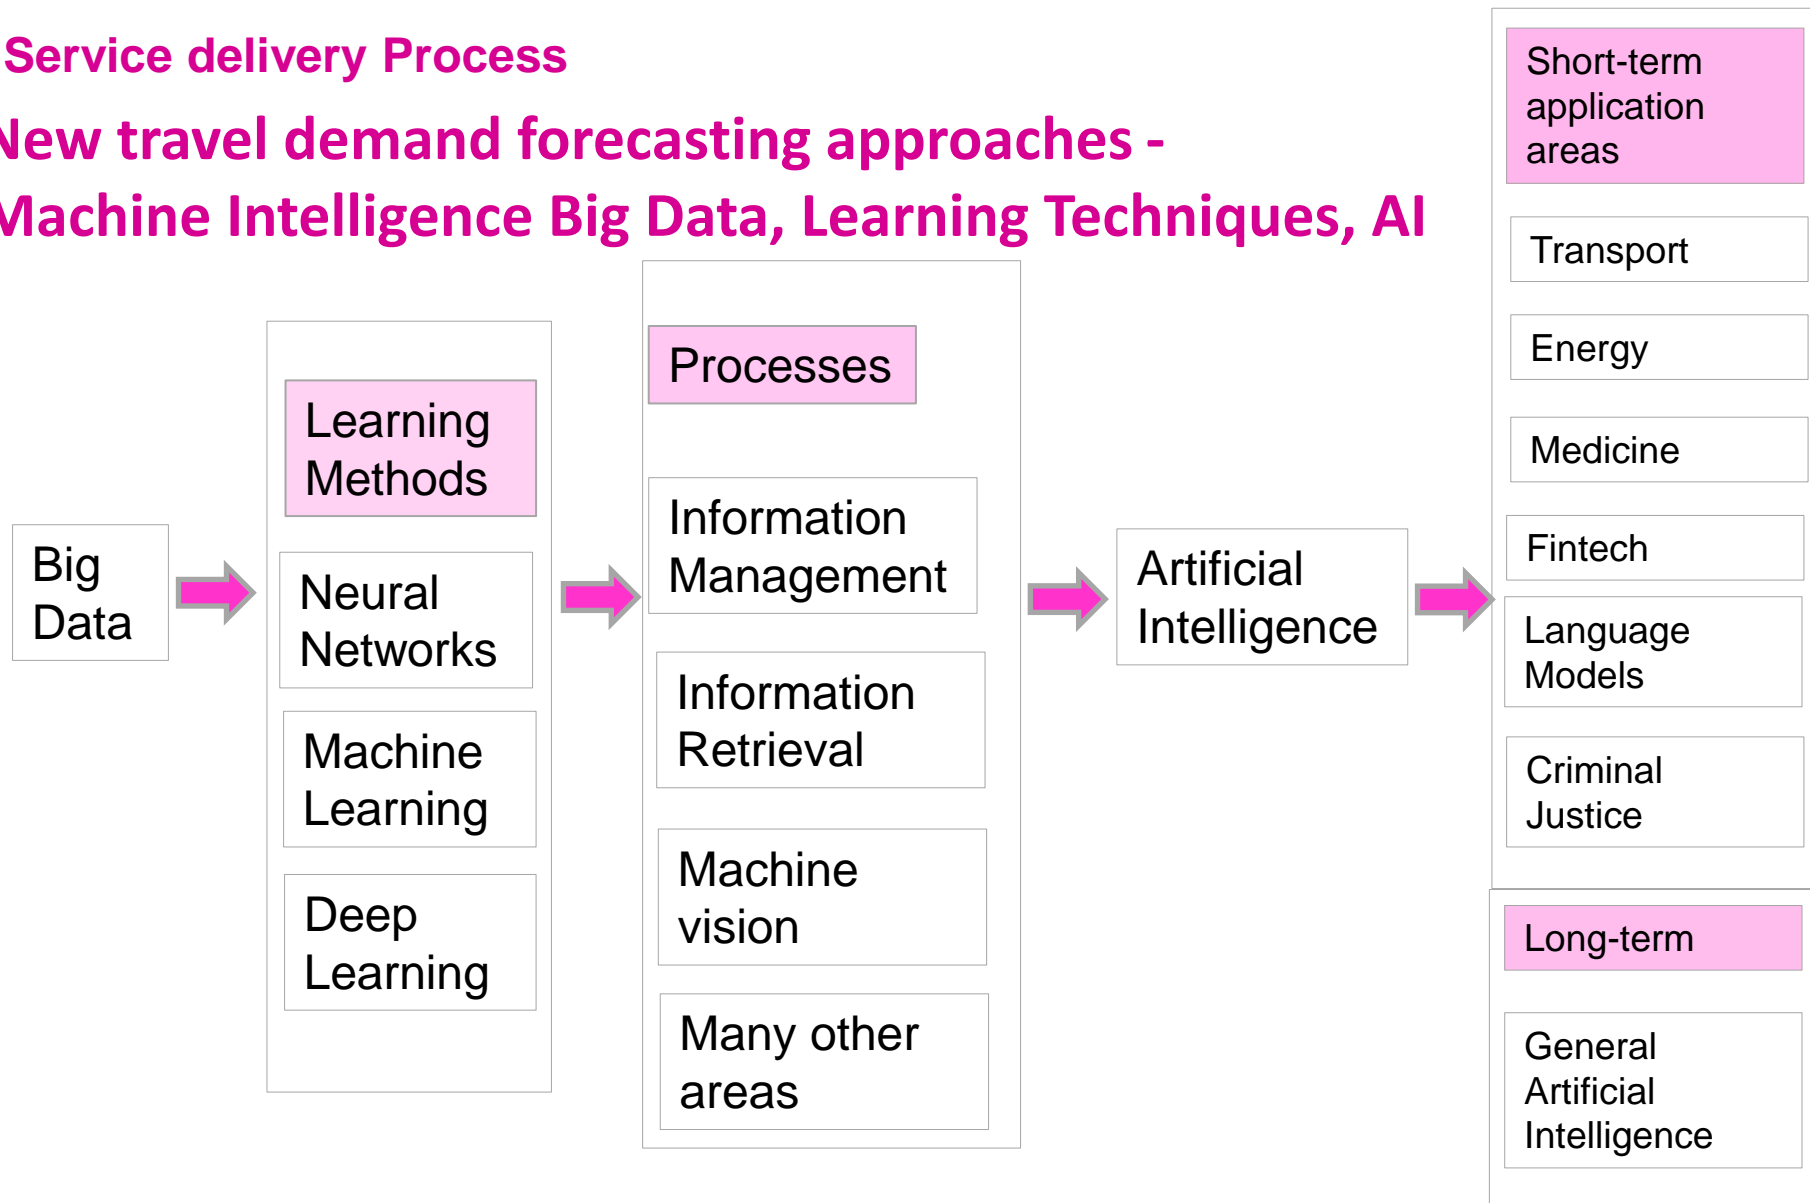 Service delivery Process
New travel demand forecasting approaches -
Machine Intelligence Big Data, Learning Techniques, AI
Big
Data
Learning
Methods
Neural
Networks
Machine
Learning
Deep
Learning
Processes
Information
Management
Information
Retrieval
Machine
vision
Many other
areas
Artificial
Intelligence
Short-term
application
areas
Transport
Energy
Medicine
Fintech
Language
Models
Criminal
Justice
Long-term
General
Artificial
Intelligence